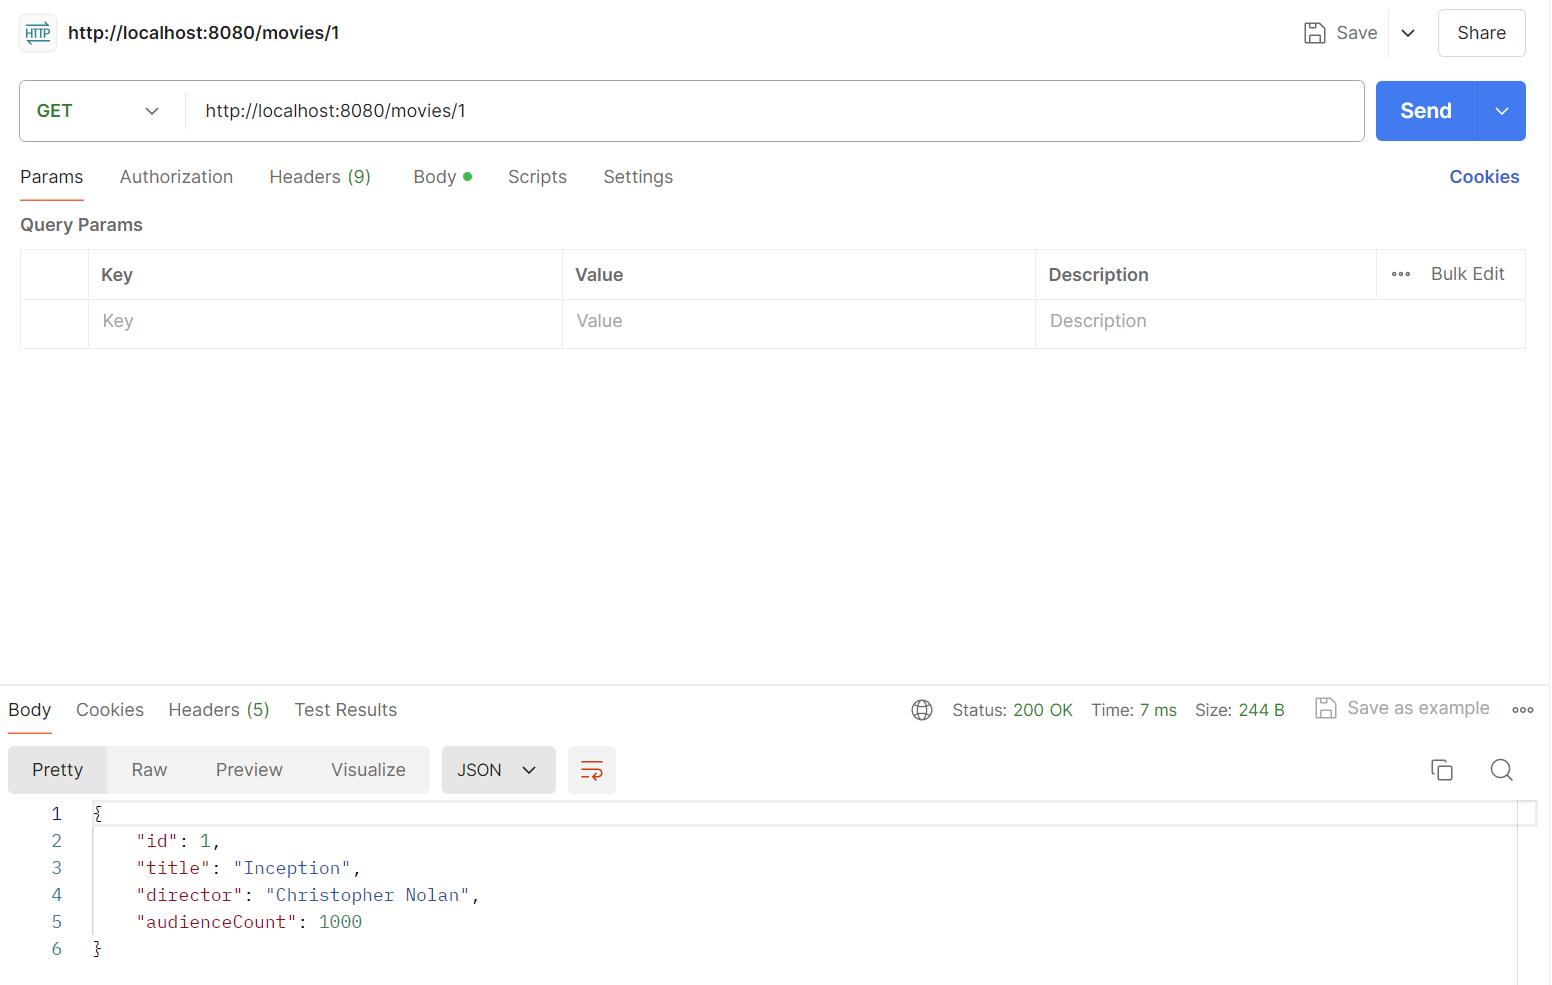 HTTP http://localhost:8080/movies/1 Save Share
GET http://localhost:8080/movies/1 Send
Params Authorization Headers (9) Body Scripts Settings Cookies
Query Params
Key Value Description Bulk Edit
Key Value Description
Body Cookies Headers (5) Test Results Status: 200 OK Time: 7 ms Size: 244 B Save as example
Pretty Raw Preview Visualize JSON
1 {
2 "id": 1,
3 "title": "Inception",
4 "director": "Christopher Nolan",
5 "audienceCount": 1000
6 }